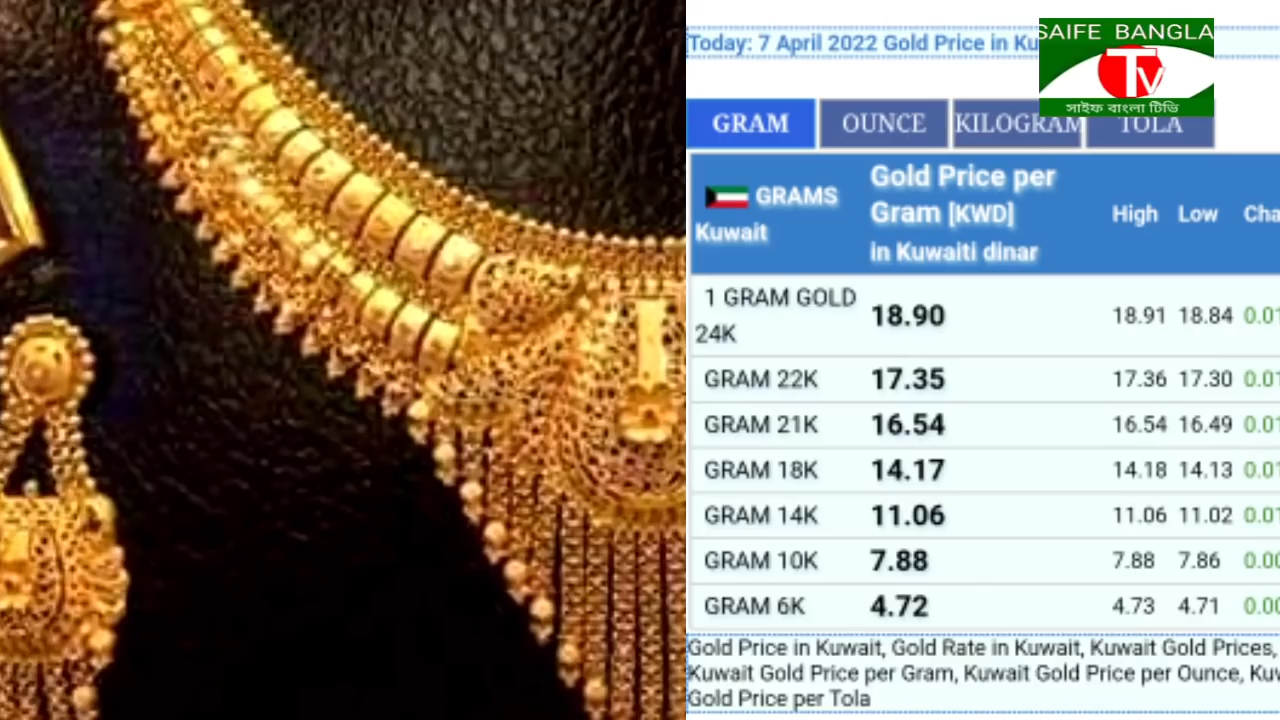 Today: 7 April 2022 Gold Price in
SAIFE BANGLA
Tv
সাইফ বাংলা টিভি
GRAM OUNCE KILOGRAM TOLA
GRAMS
Kuwait
Gold Price per
Gram [KWD]
in Kuwaiti dinar
High Low
1 GRAM GOLD
24K
18.90 18.91 18.84
GRAM 22K 17.35 17.36 17.30
GRAM 21K 16.54 16.54 16.49
GRAM 18K 14.17 14.18 14.13
GRAM 14K 11.06 11.06 11.02
GRAM 10K 7.88 7.88 7.86
GRAM 6K 4.72 4.73 4.71
Gold Price in Kuwait, Gold Rate in Kuwait, Kuwait Gold Prices,
Kuwait Gold Price per Gram, Kuwait Gold Price per Ounce,
Gold Price per Tola